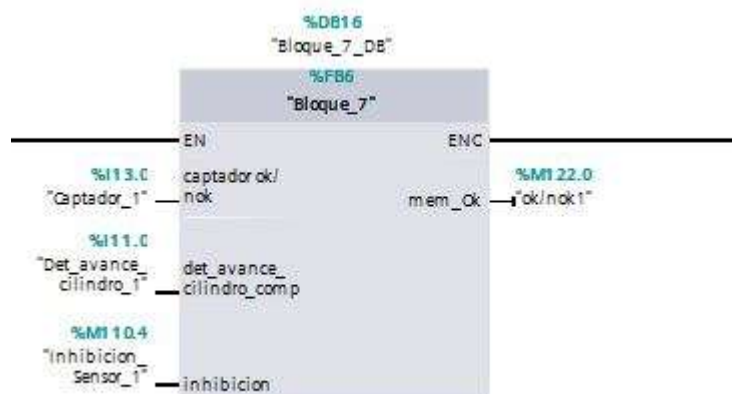 %DB16
"Bloque_7_DB"
%FB6
"Bloque_7"
EN ENO
%I13.0
"Captador_1"
captador ok/
nok
%M122.0
mem_Ok "ok/nok1"
%I11.0
"Det_avance_
cilindro_1"
det_avance_
cilindro_comp
%M110.4
"Inhibicion_
Sensor_1"
inhibicion